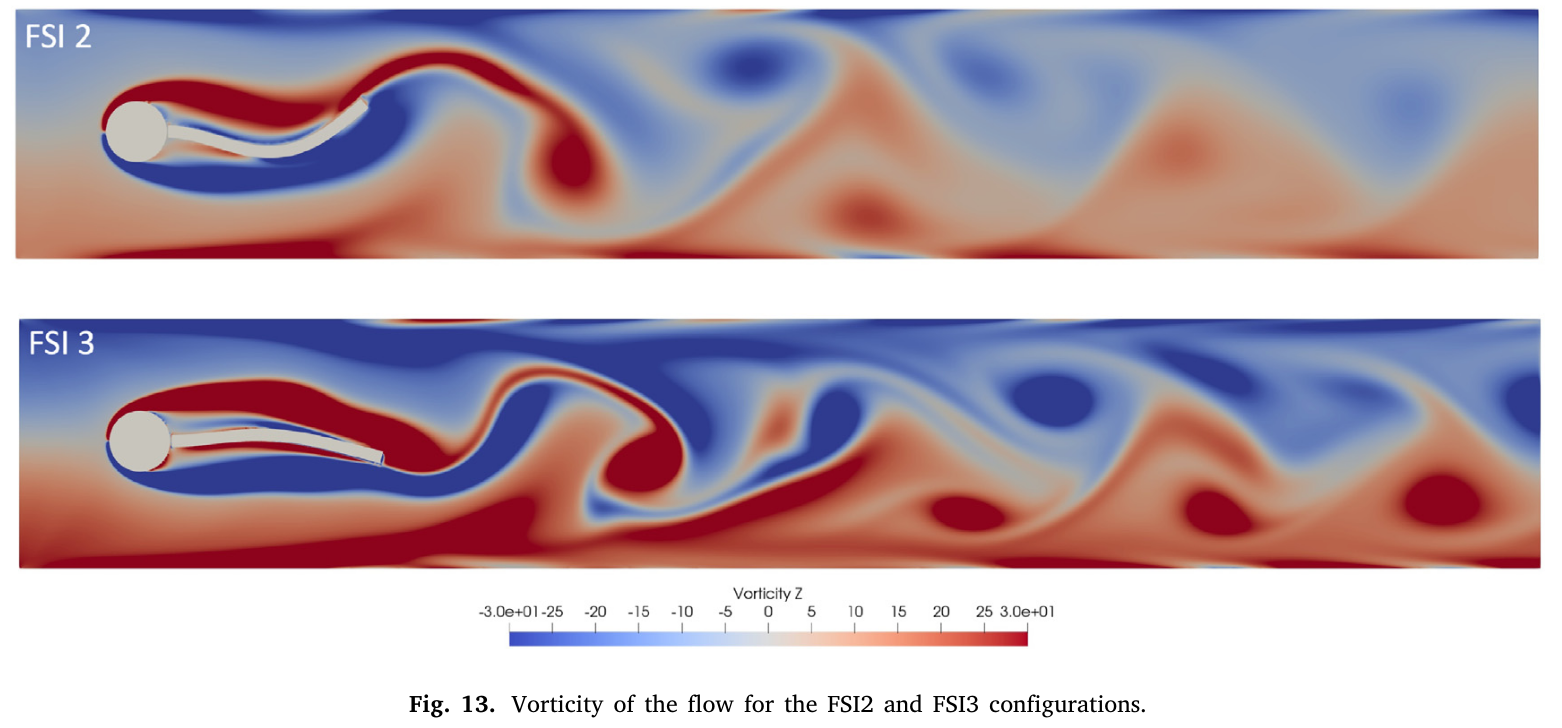 FSI 2
FSI 3
Vorticity Z
-3.0e+01 -25 -20 -15 -10 -5 0 5 10 15 20 25 3.0e+01
Fig. 13. Vorticity of the flow for the FSI2 and FSI3 configurations.